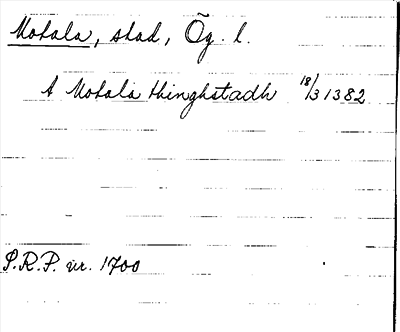 Motala, stad, Ög. l.
A Motala thinghstadh 18/3 1382
S.R.P. nr. 1700